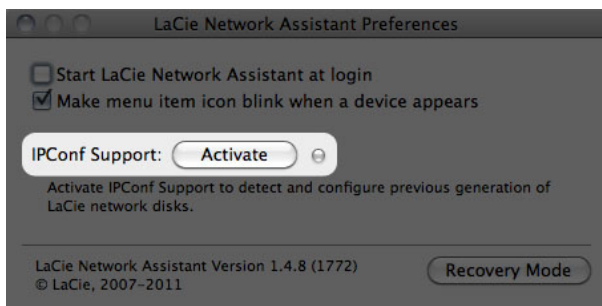 LaCie Network Assistant Preferences
Start LaCie Network Assistant at login
Make menu item icon blink when a device appears
IPConf Support: Activate
Activate IPConf Support to detect and configure previous generation of
LaCie network disks.
LaCie Network Assistant Version 1.4.8 (1772)
© LaCie, 2007-2011
Recovery Mode